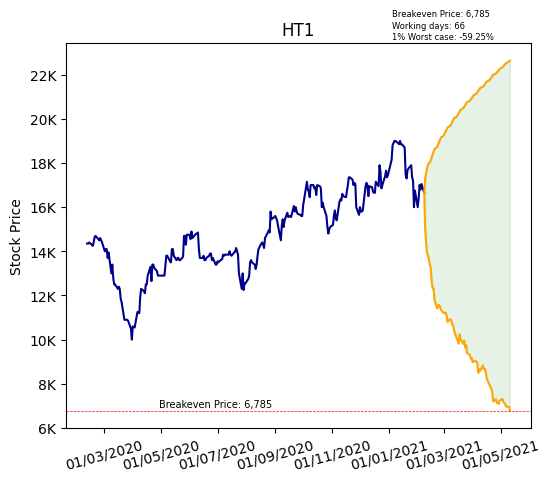 Breakeven Price: 6,785
Working days: 66
1% Worst case: -59.25%
HT1
Stock Price
22K
20K
18K
16K
14K
12K
10K
8K
6K
Breakeven Price: 6,785
01/03/2020
01/05/2020
01/07/2020
01/09/2020
01/11/2020
01/01/2021
01/03/2021
01/05/2021